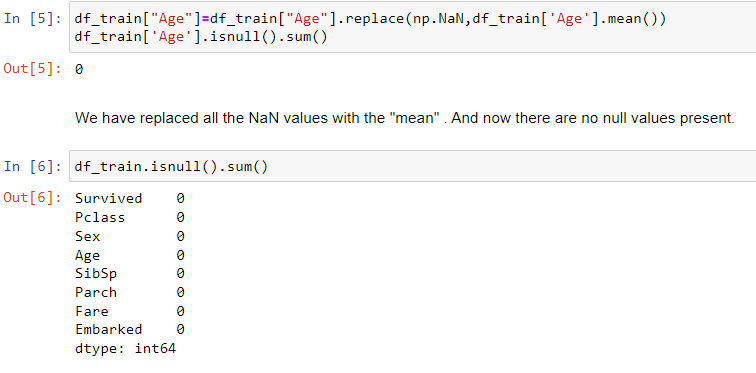 In [5]: df_train["Age"]=df_train["Age"].replace(np.NaN,df_train['Age'].mean())
df_train['Age'].isnull().sum()
Out[5]: 0
We have replaced all the NaN values with the "mean" . And now there are no null values present.
In [6]: df_train.isnull().sum()
Out[6]: Survived    0
Pclass      0
Sex         0
Age         0
SibSp       0
Parch       0
Fare        0
Embarked    0
dtype: int64